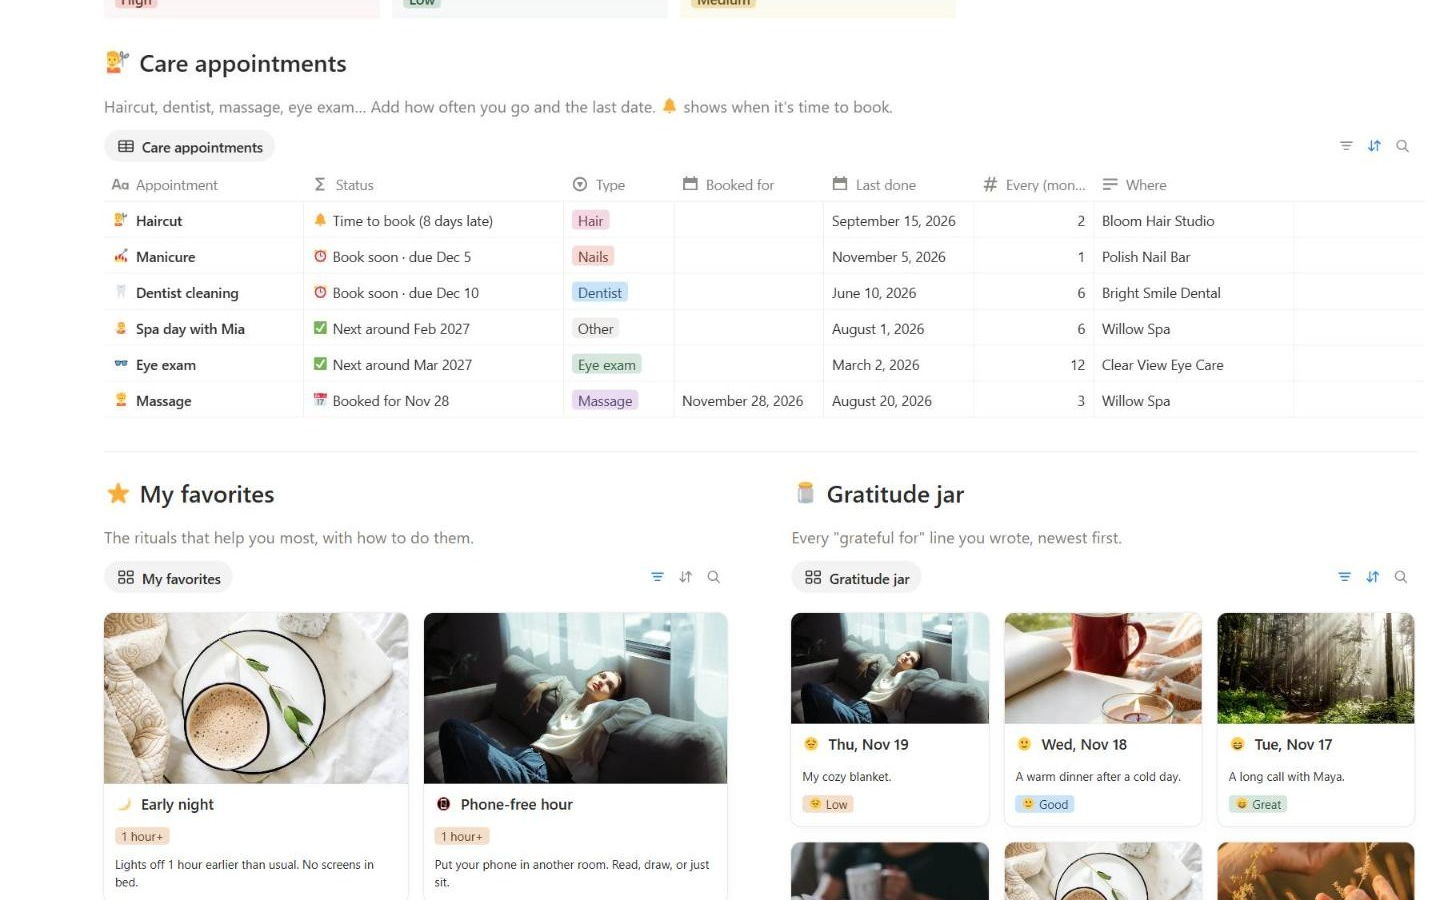 High
Low
Medium
Care appointments
Haircut, dentist, massage, eye exam... Add how often you go and the last date. 🔔 shows when it's time to book.
Care appointments
Aa Appointment Status Type Booked for Last done Every (mon... Where
Haircut 🔔 Time to book (8 days late) Hair September 15, 2026 2 Bloom Hair Studio
Manicure ⏰ Book soon · due Dec 5 Nails November 5, 2026 1 Polish Nail Bar
Dentist cleaning ⏰ Book soon · due Dec 10 Dentist June 10, 2026 6 Bright Smile Dental
Spa day with Mia ✅ Next around Feb 2027 Other August 1, 2026 6 Willow Spa
Eye exam ✅ Next around Mar 2027 Eye exam March 2, 2026 12 Clear View Eye Care
Massage 📅 Booked for Nov 28 Massage November 28, 2026 August 20, 2026 3 Willow Spa
My favorites
The rituals that help you most, with how to do them.
My favorites
Early night
1 hour+
Lights off 1 hour earlier than usual. No screens in
bed.
Phone-free hour
1 hour+
Put your phone in another room. Read, draw, or just
sit.
Gratitude jar
Every "grateful for" line you wrote, newest first.
Gratitude jar
Thu, Nov 19
My cozy blanket.
Low
Wed, Nov 18
A warm dinner after a cold day.
Good
Tue, Nov 17
A long call with Maya.
Great